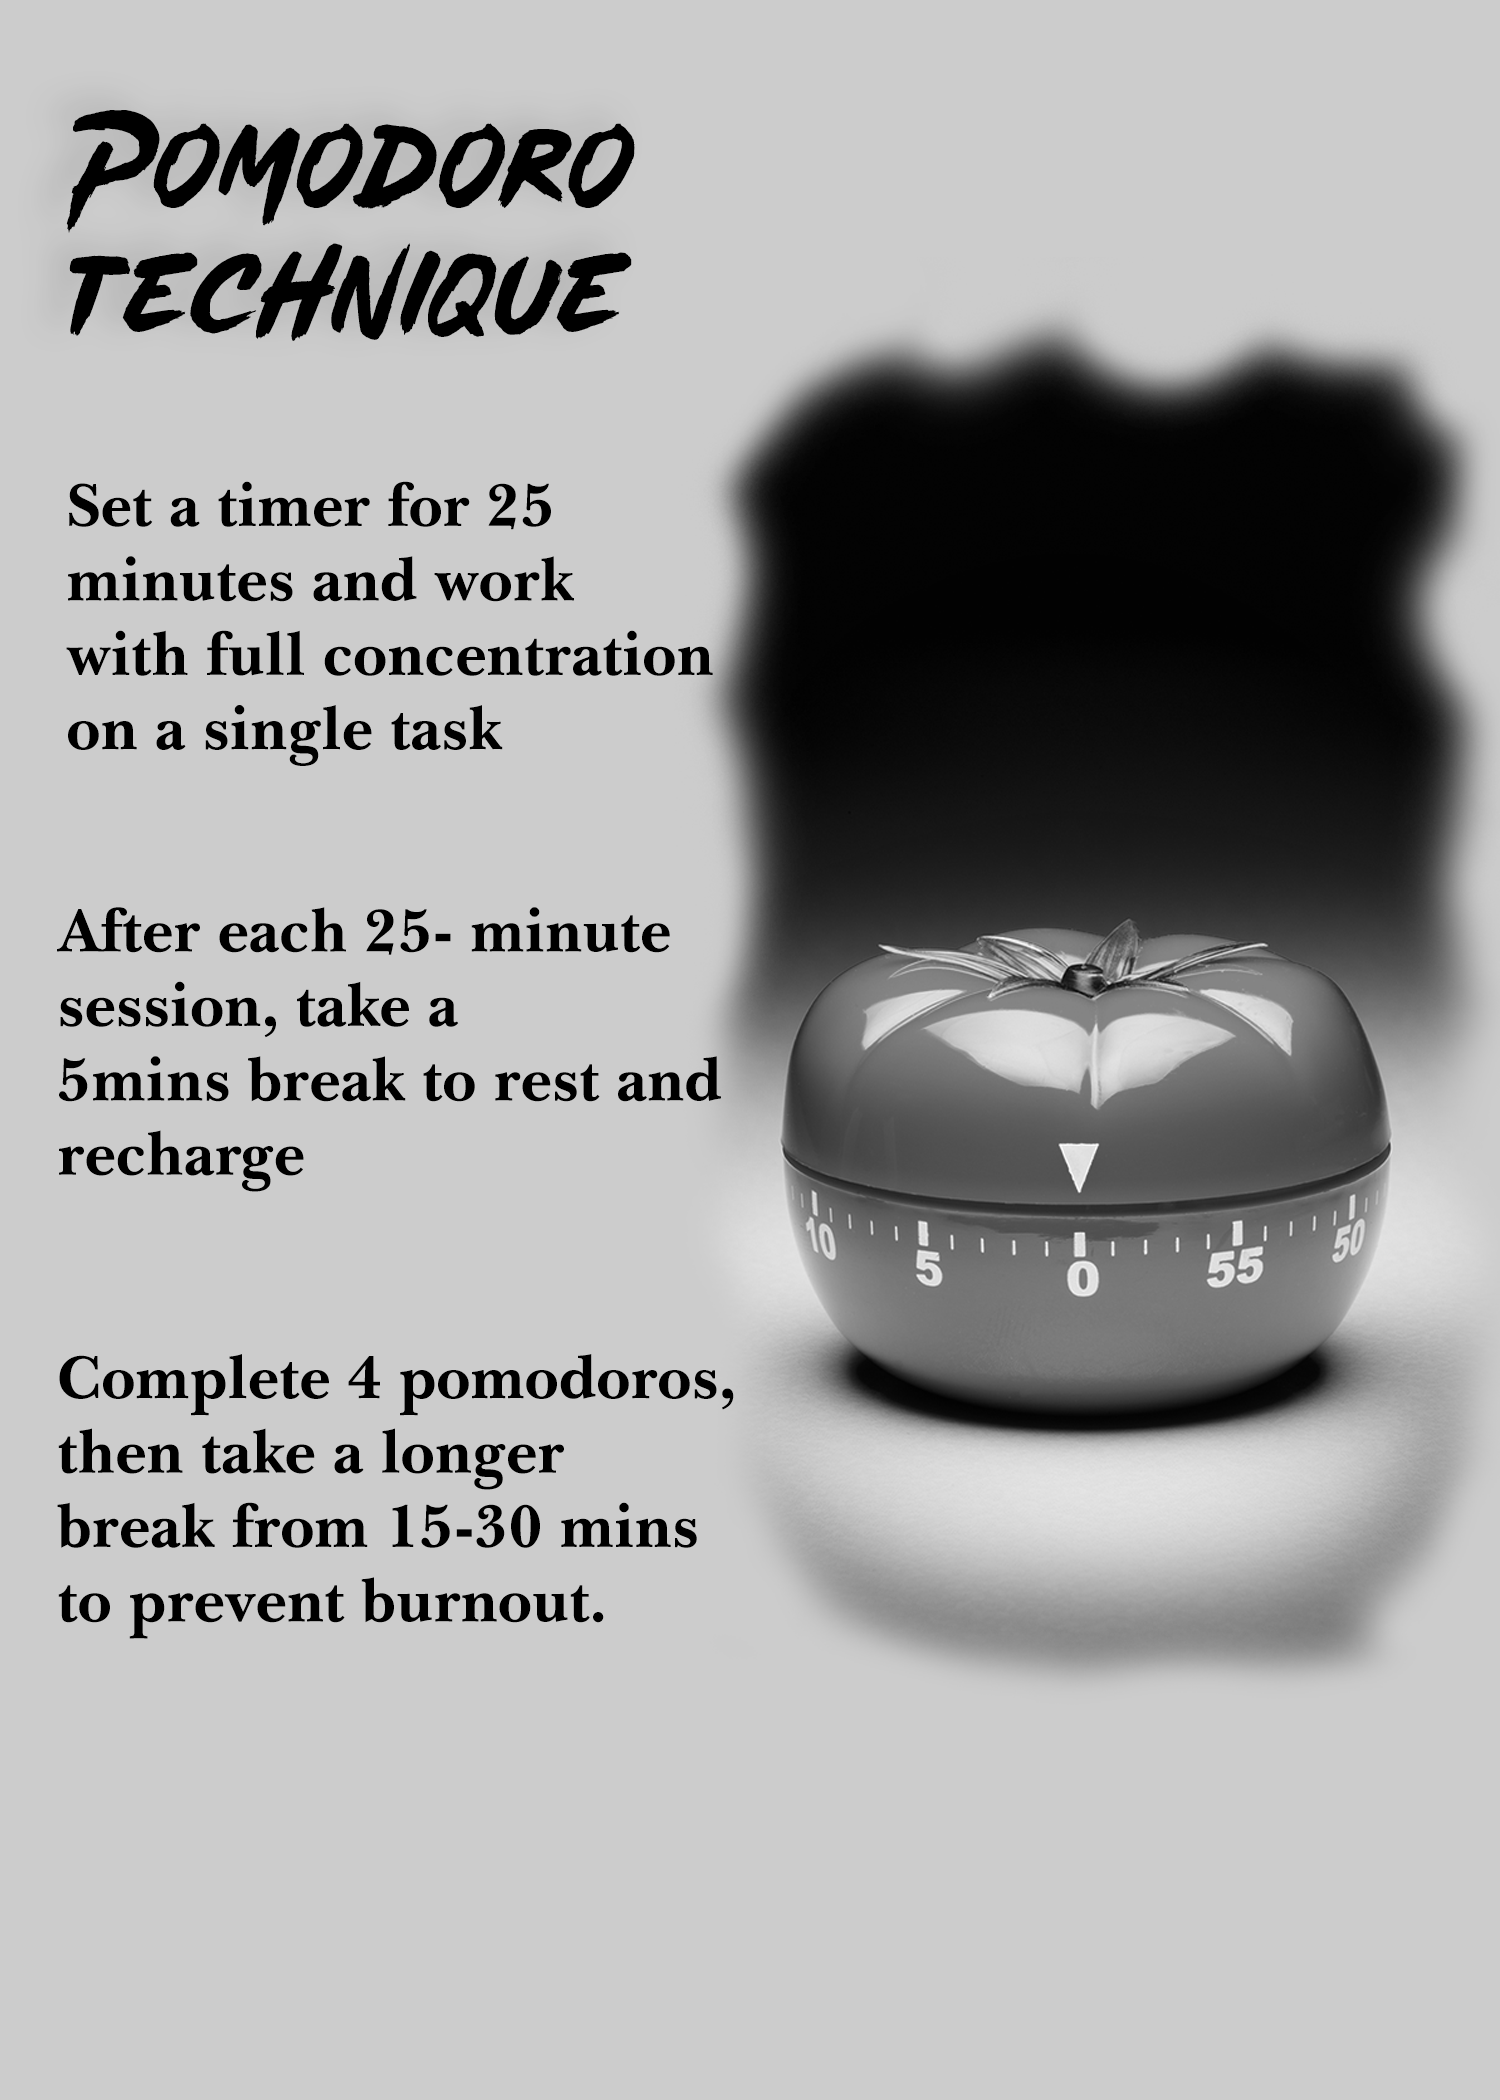 Pomodoro
technique
Set a timer for 25
minutes and work
with full concentration
on a single task
After each 25- minute
session, take a
5mins break to rest and
recharge
Complete 4 pomodoros,
then take a longer
break from 15-30 mins
to prevent burnout.
10 5 0 55 50